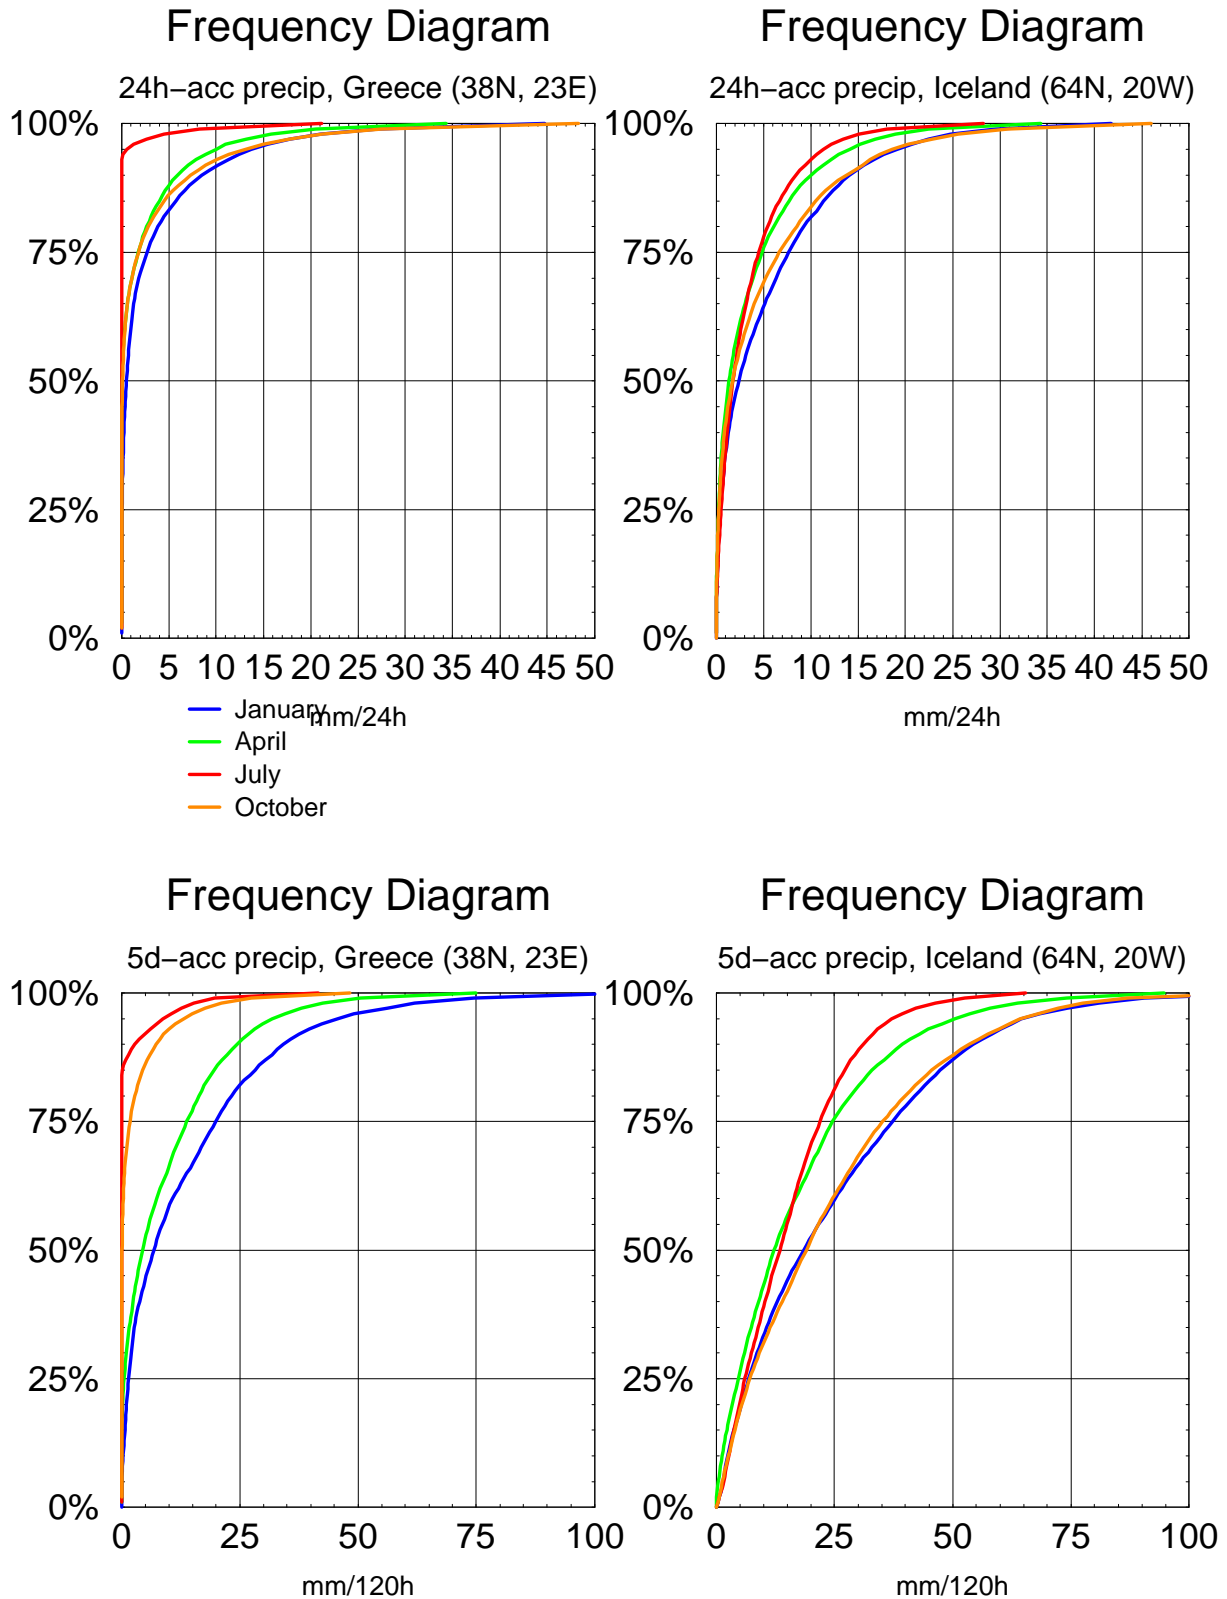 Frequency Diagram
24h−acc precip, Greece (38N, 23E)
100%
75%
50%
25%
0%
0 5 10 15 20 25 30 35 40 45 50
mm/24h
January
April
July
October
Frequency Diagram
24h−acc precip, Iceland (64N, 20W)
100%
75%
50%
25%
0%
0 5 10 15 20 25 30 35 40 45 50
mm/24h
Frequency Diagram
5d−acc precip, Greece (38N, 23E)
100%
75%
50%
25%
0%
0 25 50 75 100
mm/120h
Frequency Diagram
5d−acc precip, Iceland (64N, 20W)
100%
75%
50%
25%
0%
0 25 50 75 100
mm/120h